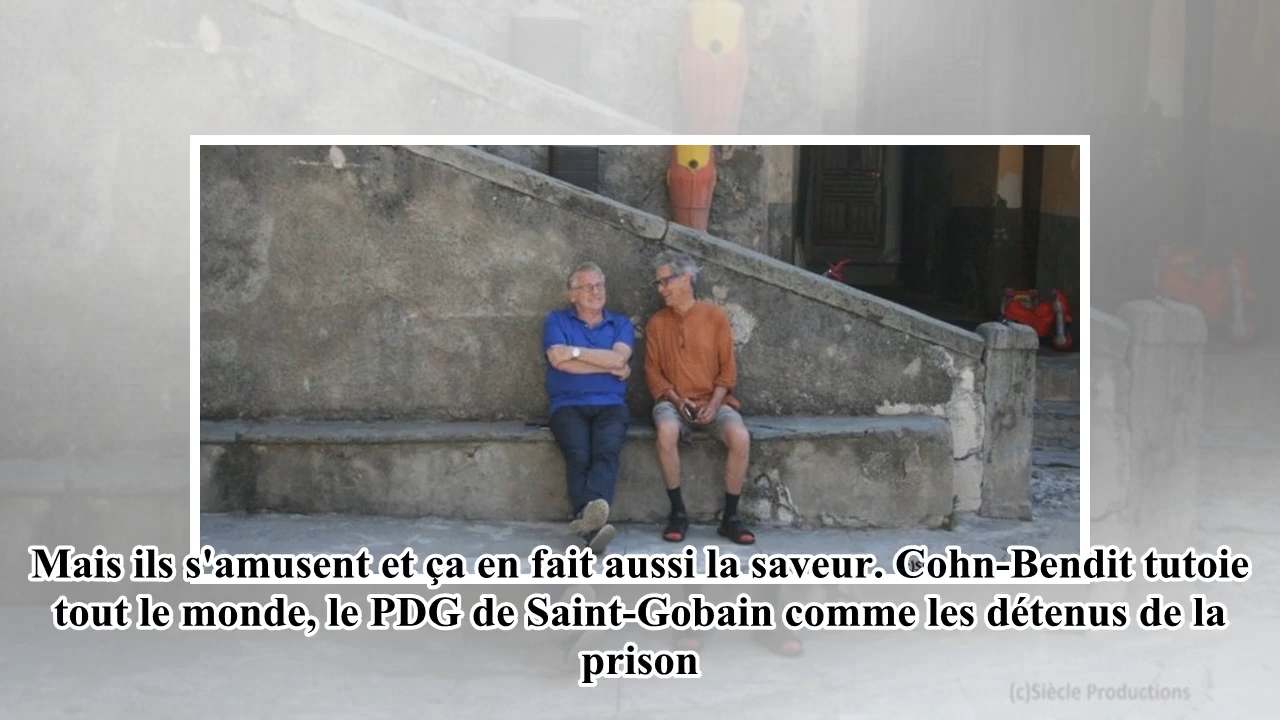 Mais ils s'amusent et ça en fait aussi la saveur. Cohn-Bendit tutoie
tout le monde, le PDG de Saint-Gobain comme les détenus de la
prison
(c)Siècle Productions